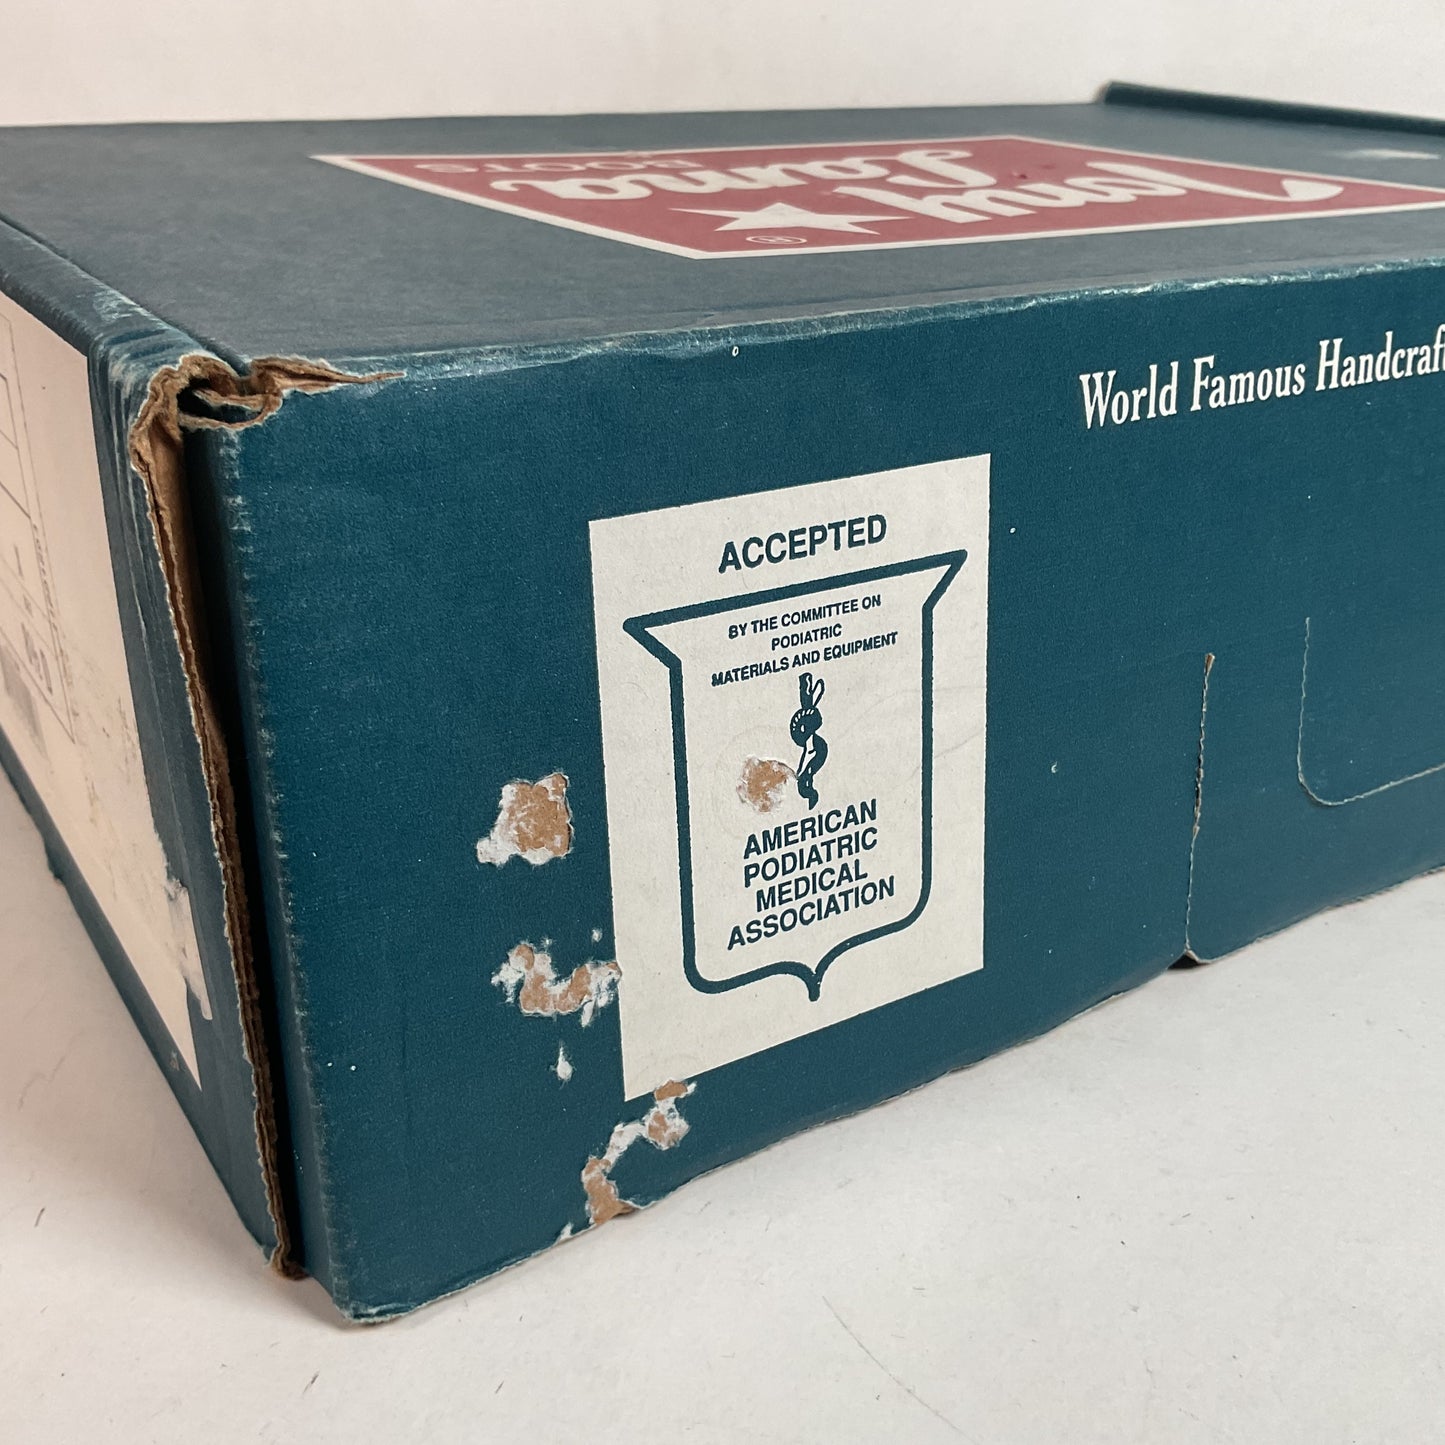 Tony
Lama
BOOTS
®
World Famous Handcraft
ACCEPTED
BY THE COMMITTEE ON
PODIATRIC
MATERIALS AND EQUIPMENT
AMERICAN
PODIATRIC
MEDICAL
ASSOCIATION